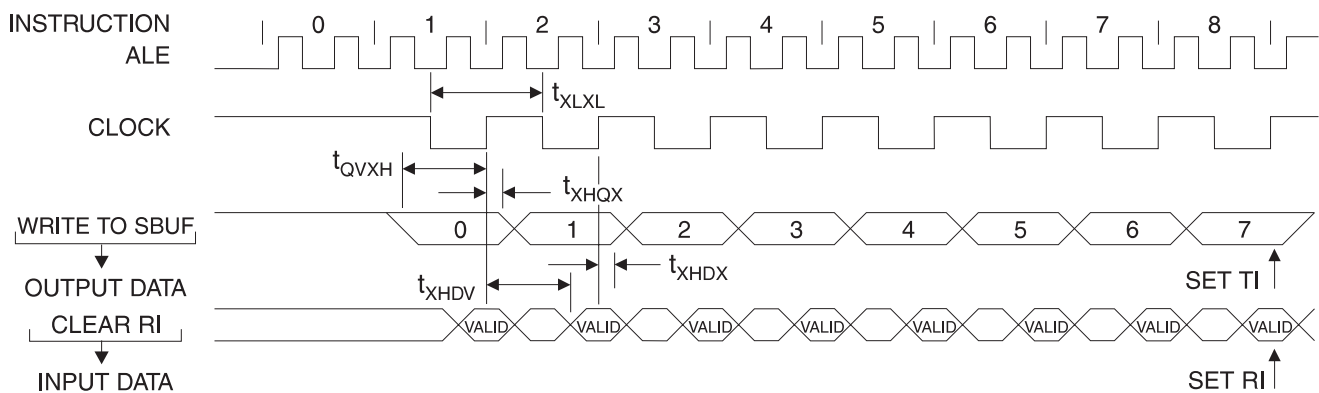 INSTRUCTION 0 1 2 3 4 5 6 7 8
ALE
tXLXL
CLOCK
tQVXH
tXHQX
WRITE TO SBUF 0 1 2 3 4 5 6 7
tXHDX
tXHDV
SET TI
OUTPUT DATA
CLEAR RI VALID VALID VALID VALID VALID VALID VALID VALID
INPUT DATA
SET RI